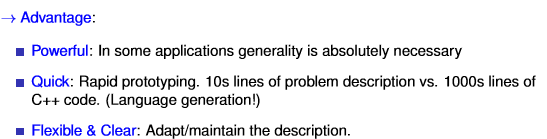 → Advantage:
■ Powerful: In some applications generality is absolutely necessary
■ Quick: Rapid prototyping. 10s lines of problem description vs. 1000s lines of
C++ code. (Language generation!)
■ Flexible & Clear: Adapt/maintain the description.